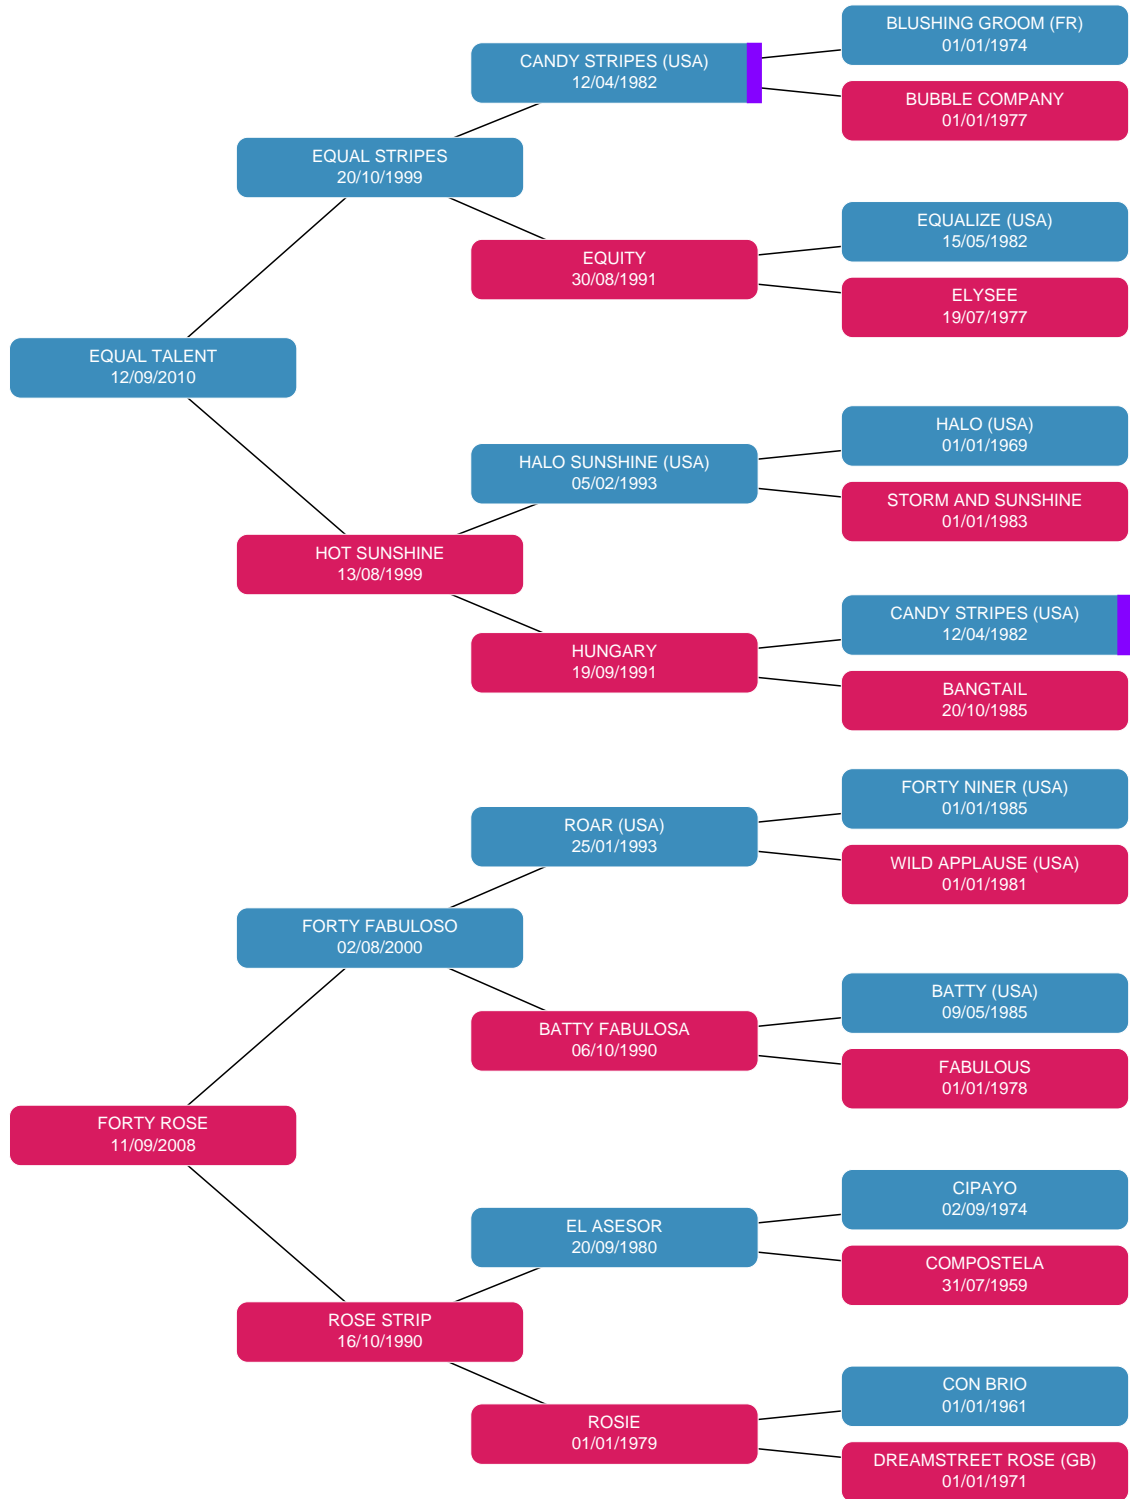 BLUSHING GROOM (FR)
01/01/1974
CANDY STRIPES (USA)
12/04/1982
BUBBLE COMPANY
01/01/1977
EQUAL STRIPES
20/10/1999
EQUALIZE (USA)
15/05/1982
EQUITY
30/08/1991
ELYSEE
19/07/1977
EQUAL TALENT
12/09/2010
HALO (USA)
01/01/1969
HALO SUNSHINE (USA)
05/02/1993
STORM AND SUNSHINE
01/01/1983
HOT SUNSHINE
13/08/1999
CANDY STRIPES (USA)
12/04/1982
HUNGARY
19/09/1991
BANGTAIL
20/10/1985
FORTY NINER (USA)
01/01/1985
ROAR (USA)
25/01/1993
WILD APPLAUSE (USA)
01/01/1981
FORTY FABULOSO
02/08/2000
BATTY (USA)
09/05/1985
BATTY FABULOSA
06/10/1990
FABULOUS
01/01/1978
FORTY ROSE
11/09/2008
CIPAYO
02/09/1974
EL ASESOR
20/09/1980
COMPOSTELA
31/07/1959
ROSE STRIP
16/10/1990
CON BRIO
01/01/1961
ROSIE
01/01/1979
DREAMSTREET ROSE (GB)
01/01/1971